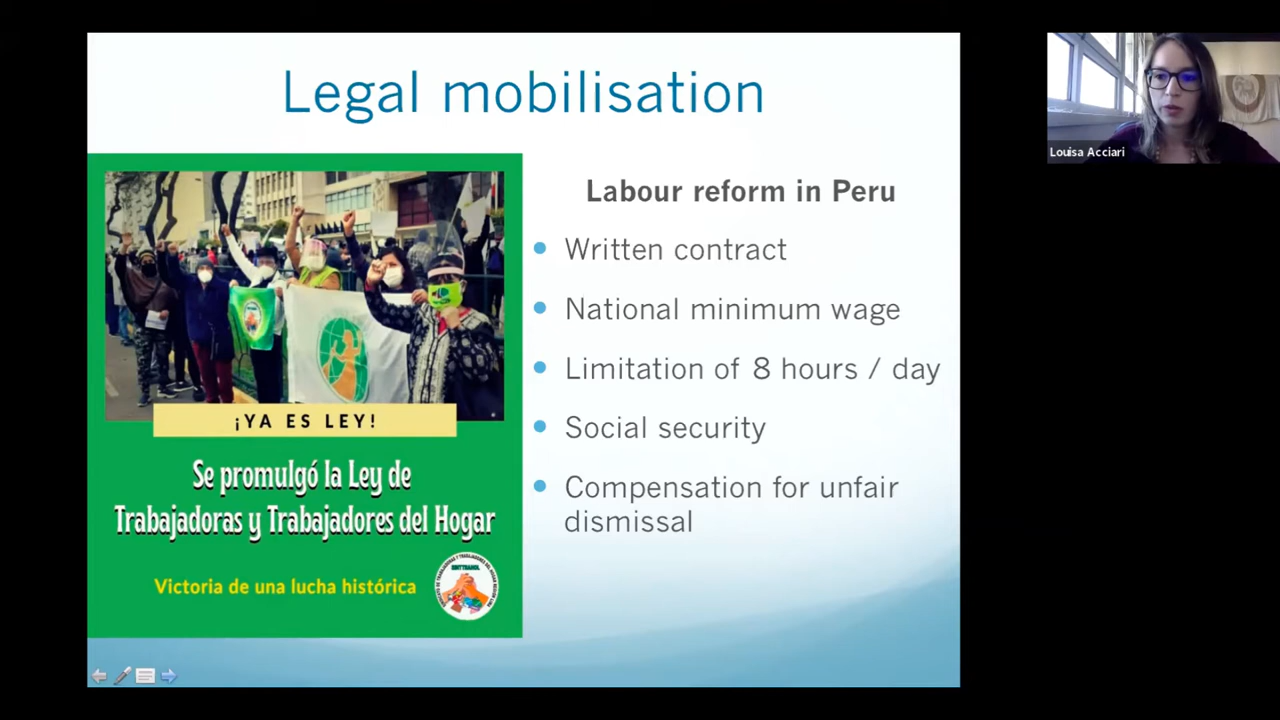 Legal mobilisation
Louisa Acciari
Labour reform in Peru
Written contract
National minimum wage
Limitation of 8 hours / day
Social security
Compensation for unfair
dismissal
¡YA ES LEY!
Se promulgó la Ley de
Trabajadoras y Trabajadores del Hogar
Victoria de una lucha histórica